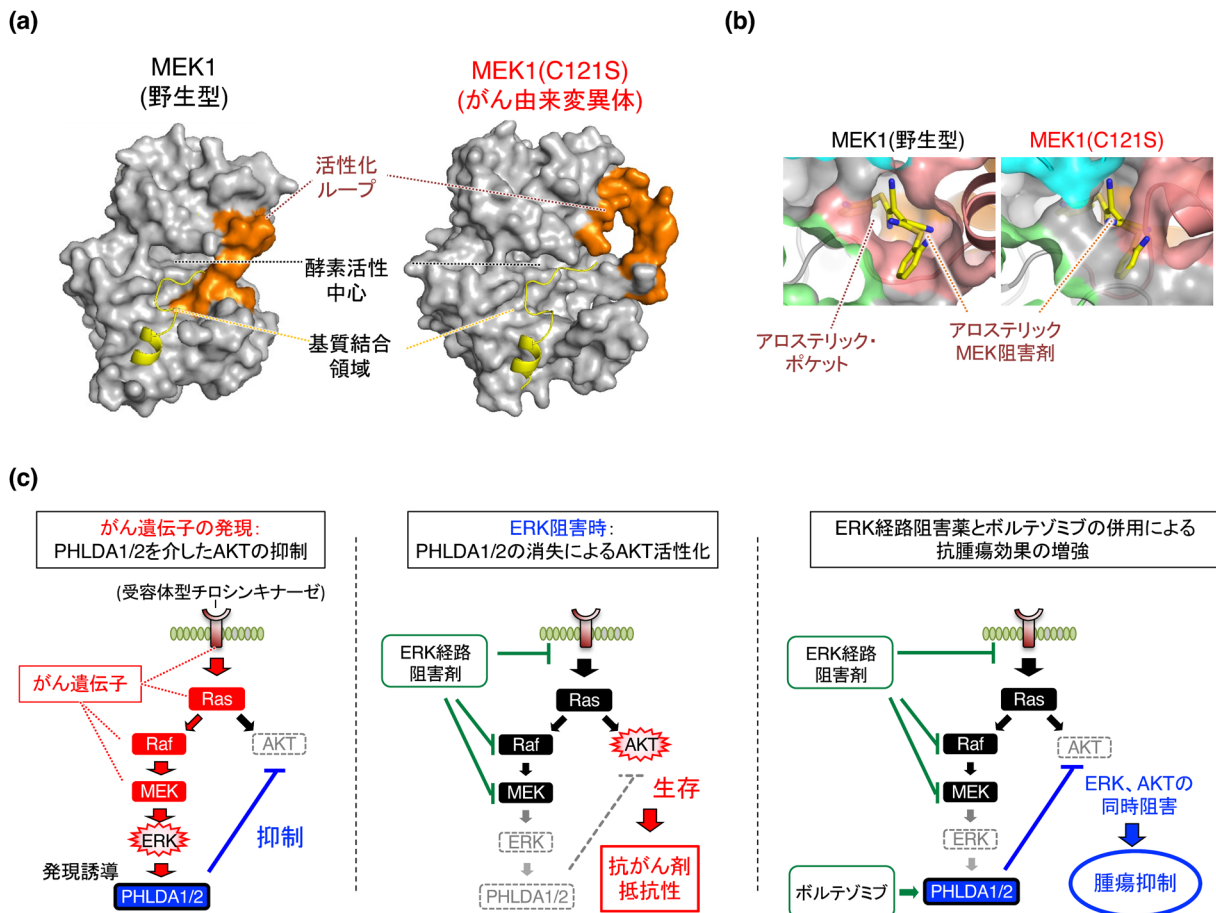 (a)
MEK1
(野生型)
MEK1(C121S)
(がん由来変異体)
活性化
ループ
酵素活性
中心
基質結合
領域
(b)
MEK1(野生型)
MEK1(C121S)
アロステリック・
ポケット
アロステリック
MEK阻害剤
(c)
がん遺伝子の発現:
PHLDA1/2を介したAKTの抑制
(受容体型チロシンキナーゼ)
がん遺伝子
Ras
Raf
AKT
MEK
ERK
抑制
発現誘導
PHLDA1/2
ERK阻害時:
PHLDA1/2の消失によるAKT活性化
ERK経路
阻害剤
Ras
Raf
AKT
MEK
生存
ERK
抗がん剤
抵抗性
PHLDA1/2
ERK経路阻害薬とボルテゾミブの併用による
抗腫瘍効果の増強
ERK経路
阻害剤
Ras
Raf
AKT
MEK
ERK、AKTの
同時阻害
ERK
ボルテゾミブ
PHLDA1/2
腫瘍抑制